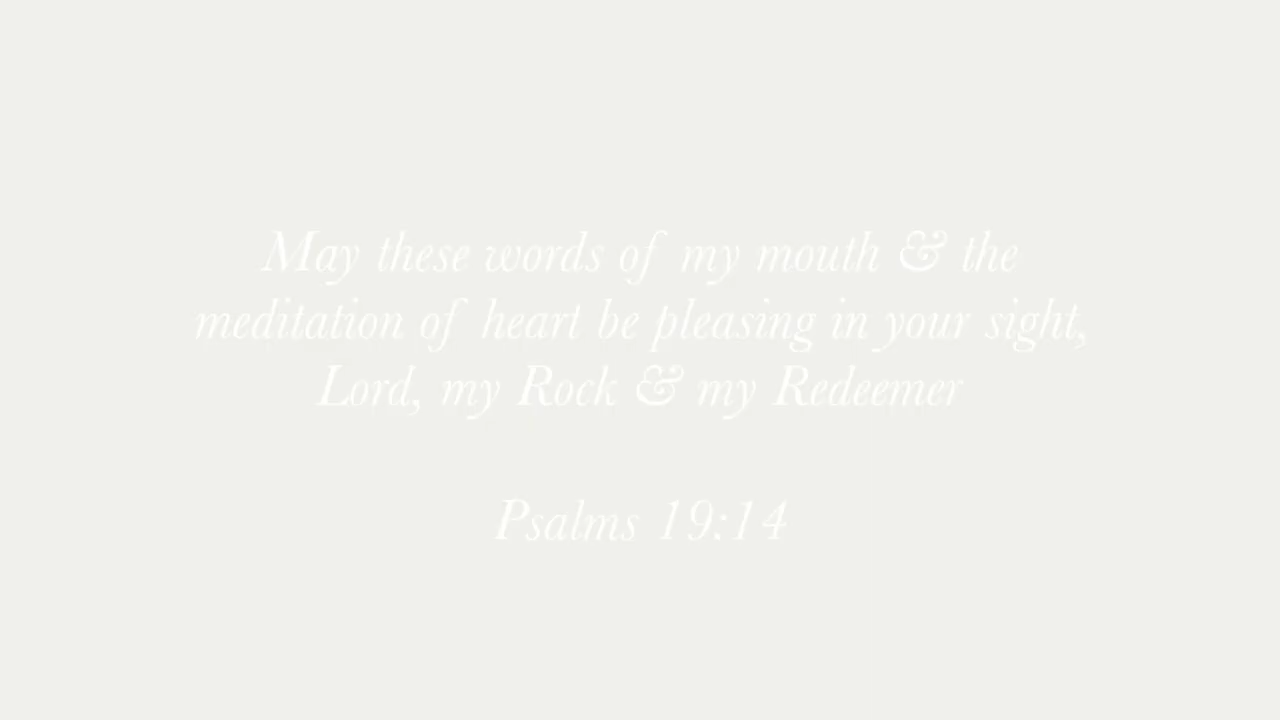 May these words of my mouth & the
meditation of heart be pleasing in your sight,
Lord, my Rock & my Redeemer
Psalms 19:14